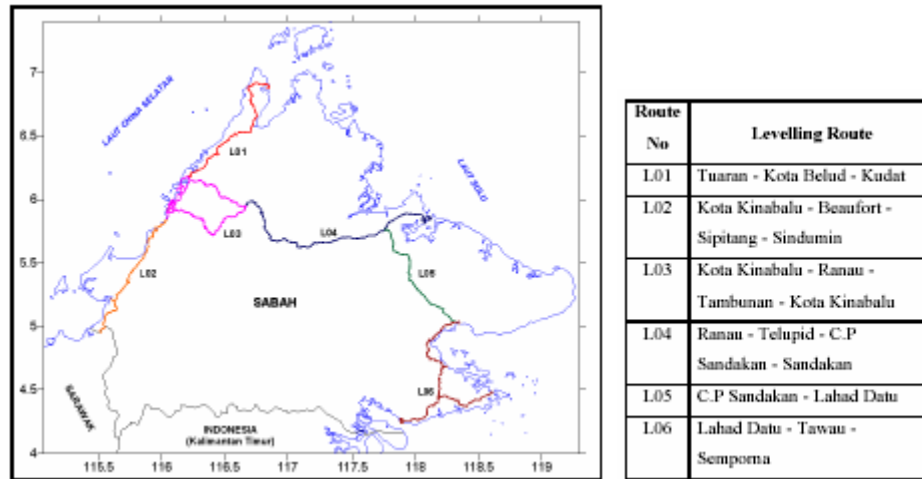 7
6.5
6
5.5
5
4.5
4
115.5 116 116.5 117 117.5 118 118.5 119
LAUT CHINA SELATAN
LAUT SULU
L01
L02
L03
L04
L05
L06
SABAH
SARAWAK
INDONESIA
(Kalimantan Timur)
Route
No
Levelling Route
L01 Tuaran - Kota Belud - Kudat
L02 Kota Kinabalu - Beaufort -
Sipitang - Sindumin
L03 Kota Kinabalu - Ranau -
Tambunan - Kota Kinabalu
L04 Ranau - Telupid - C.P
Sandakan - Sandakan
L05 C.P Sandakan - Lahad Datu
L06 Lahad Datu - Tawau -
Semporna